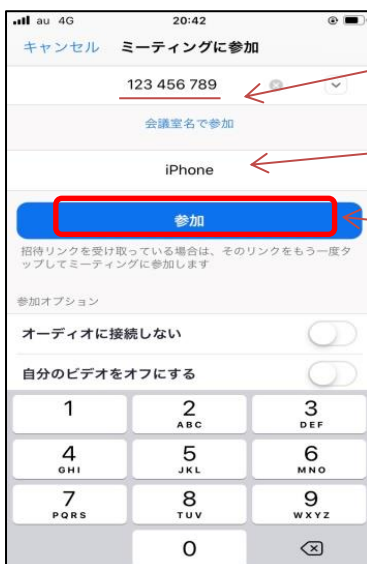 au 4G 20:42
キャンセル ミーティングに参加
123 456 789
会議室名で参加
iPhone
参加
招待リンクを受け取っている場合は、そのリンクをもう一度タ
ップしてミーティングに参加します
参加オプション
オーディオに接続しない
自分のビデオをオフにする
1 2 3
ABC DEF
4 5 6
GHI JKL MNO
7 8 9
PQRS TUV WXYZ
0